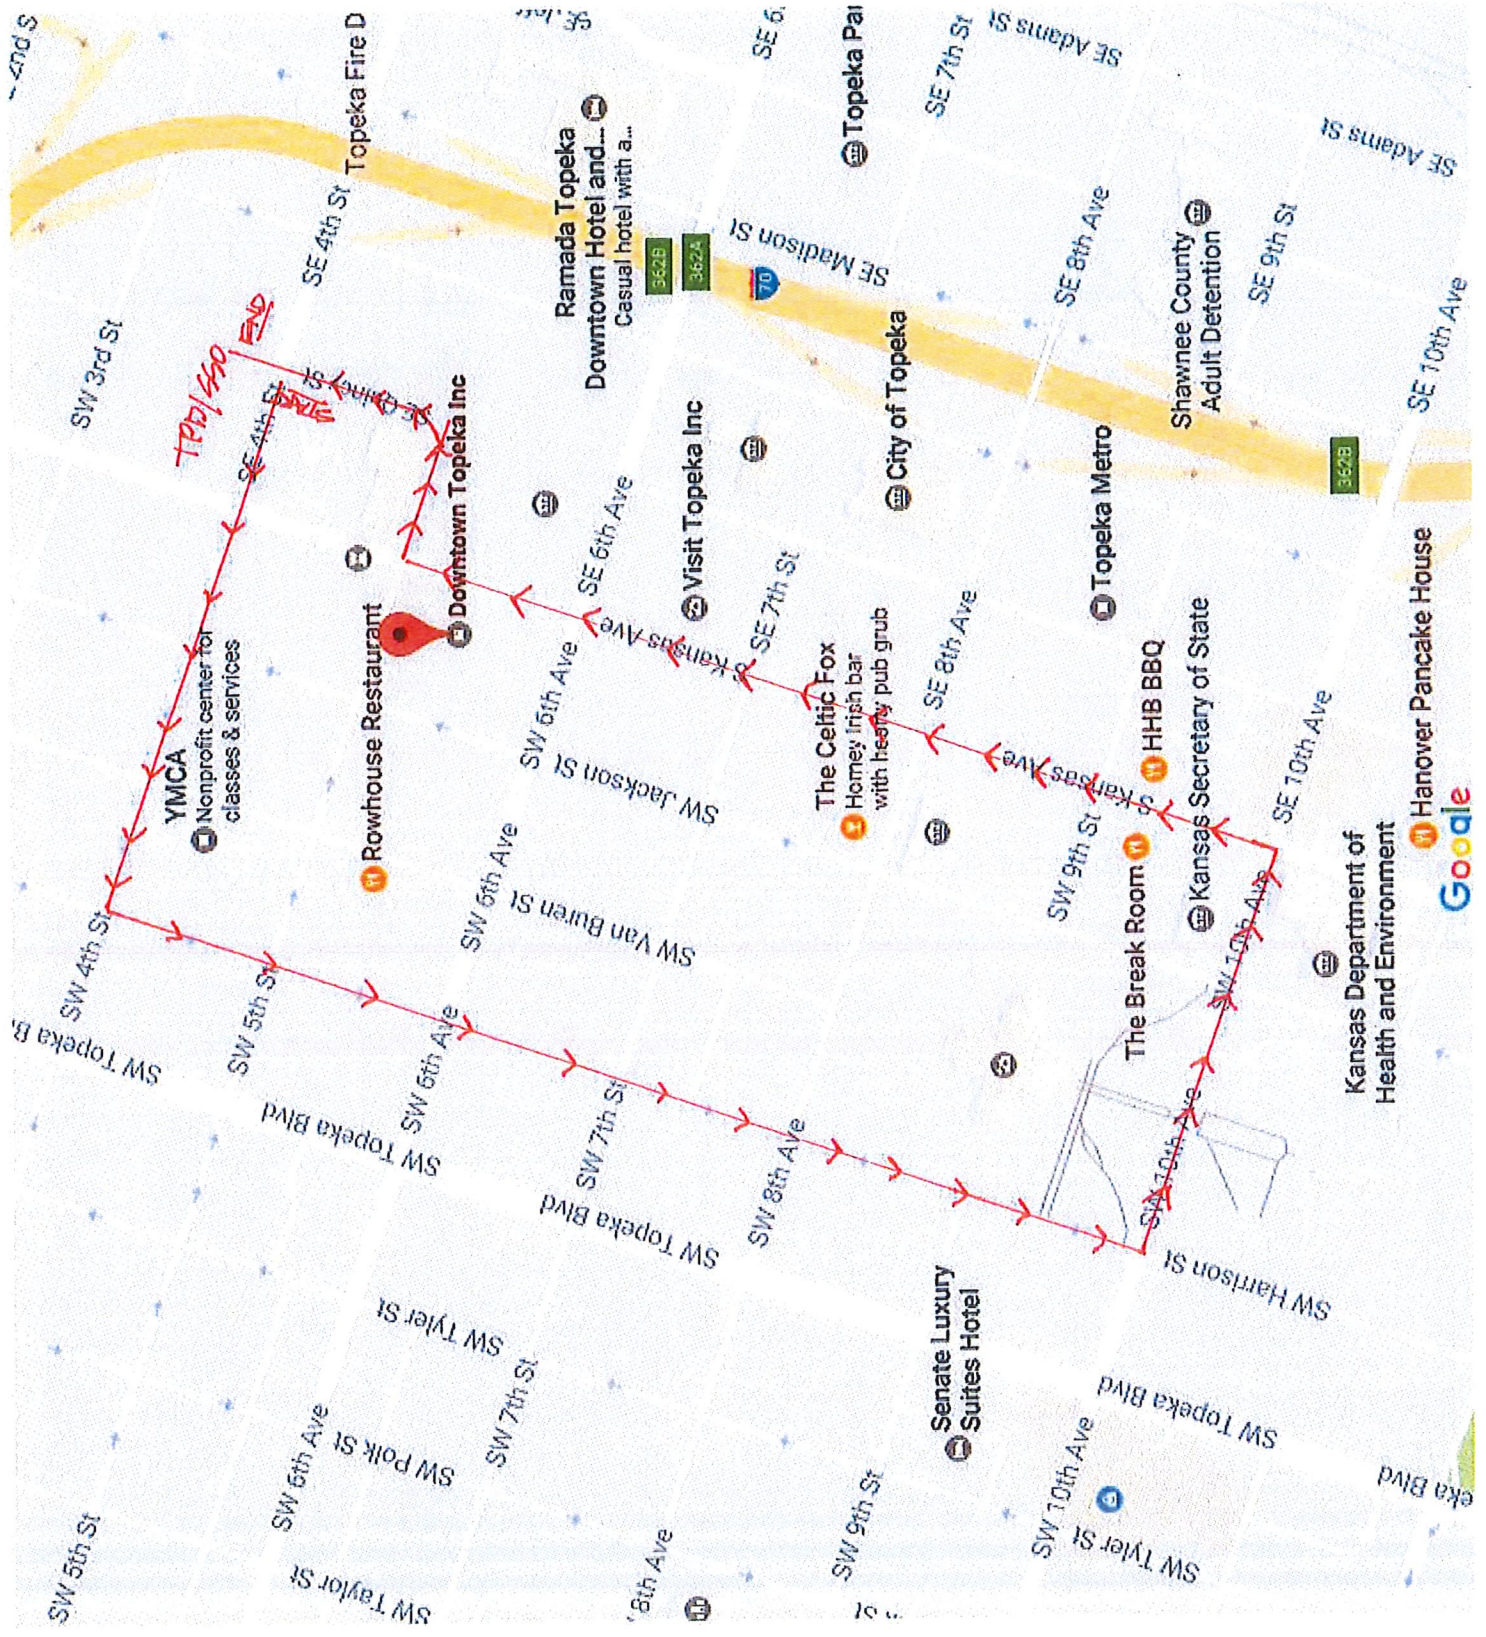 2nd S
Topeka Fire D
SE 4th St
SW 3rd St
END
START
SE 4th St
SE Quincy St
Ramada Topeka
Downtown Hotel and...
Casual hotel with a...
362B
362A
70
SE Madison St
SE 6
Topeka Par
SE 7th St
SE Adams St
SE Adams St
SE 8th Ave
Shawnee County
Adult Detention
SE 9th St
SE 10th Ave
362B
City of Topeka
Topeka Metro
Visit Topeka Inc
SE 6th Ave
SE 7th St
SE 8th Ave
Downtown Topeka Inc
S Kansas Ave
S Kansas Ave
YMCA
Nonprofit center for
classes & services
Rowhouse Restaurant
SW 6th Ave
SW Jackson St
The Celtic Fox
Homey Irish bar
with hearty pub grub
HHB BBQ
Kansas Secretary of State
The Break Room
SW 9th St
SE 10th Ave
Hanover Pancake House
Google
Kansas Department of
Health and Environment
SW 6th Ave
SW Van Buren St
SW 10th Ave
SW 10th Ave
SW 4th St
SW 5th St
SW 6th Ave
SW 7th St
SW 8th Ave
SW Topeka B
SW Topeka Blvd
SW Topeka Blvd
SW Harrison St
Senate Luxury
Suites Hotel
SW Tyler St
SW 7th St
SW 6th Ave
SW Polk St
SW 5th St
SW Taylor St
8th Ave
SW 9th St
SW 10th Ave
SW Tyler St
SW Topeka Blvd
eka Blvd